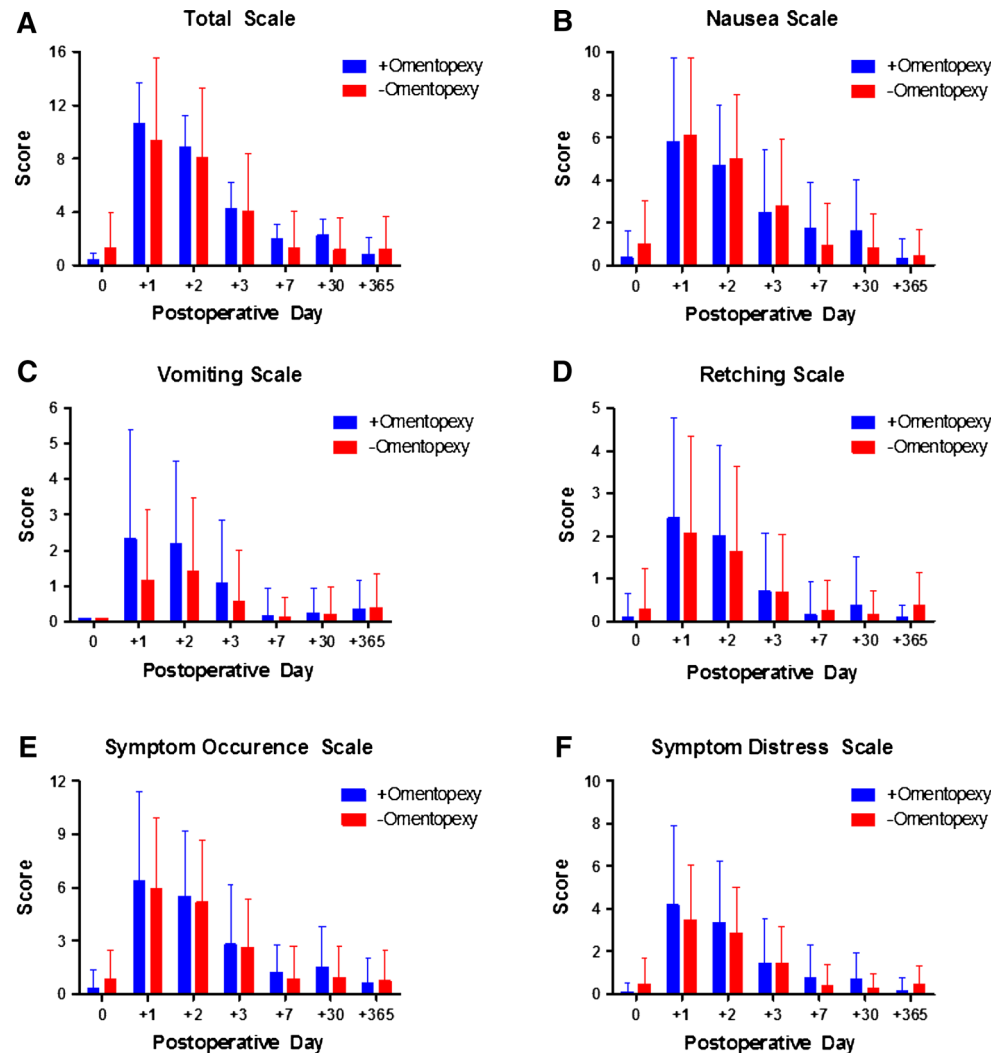 A
Total Scale
16
12
8
4
0
Score
+Omentopexy
-Omentopexy
0 +1 +2 +3 +7 +30 +365
Postoperative Day
B
Nausea Scale
10
8
6
4
2
0
Score
+Omentopexy
-Omentopexy
0 +1 +2 +3 +7 +30 +365
Postoperative Day
C
Vomiting Scale
6
5
4
3
2
1
0
Score
+Omentopexy
-Omentopexy
0 +1 +2 +3 +7 +30 +365
Postoperative Day
D
Retching Scale
5
4
3
2
1
0
Score
+Omentopexy
-Omentopexy
0 +1 +2 +3 +7 +30 +365
Postoperative Day
E
Symptom Occurence Scale
12
9
6
3
0
Score
+Omentopexy
-Omentopexy
0 +1 +2 +3 +7 +30 +365
Postoperative Day
F
Symptom Distress Scale
10
8
6
4
2
0
Score
+Omentopexy
-Omentopexy
0 +1 +2 +3 +7 +30 +365
Postoperative Day